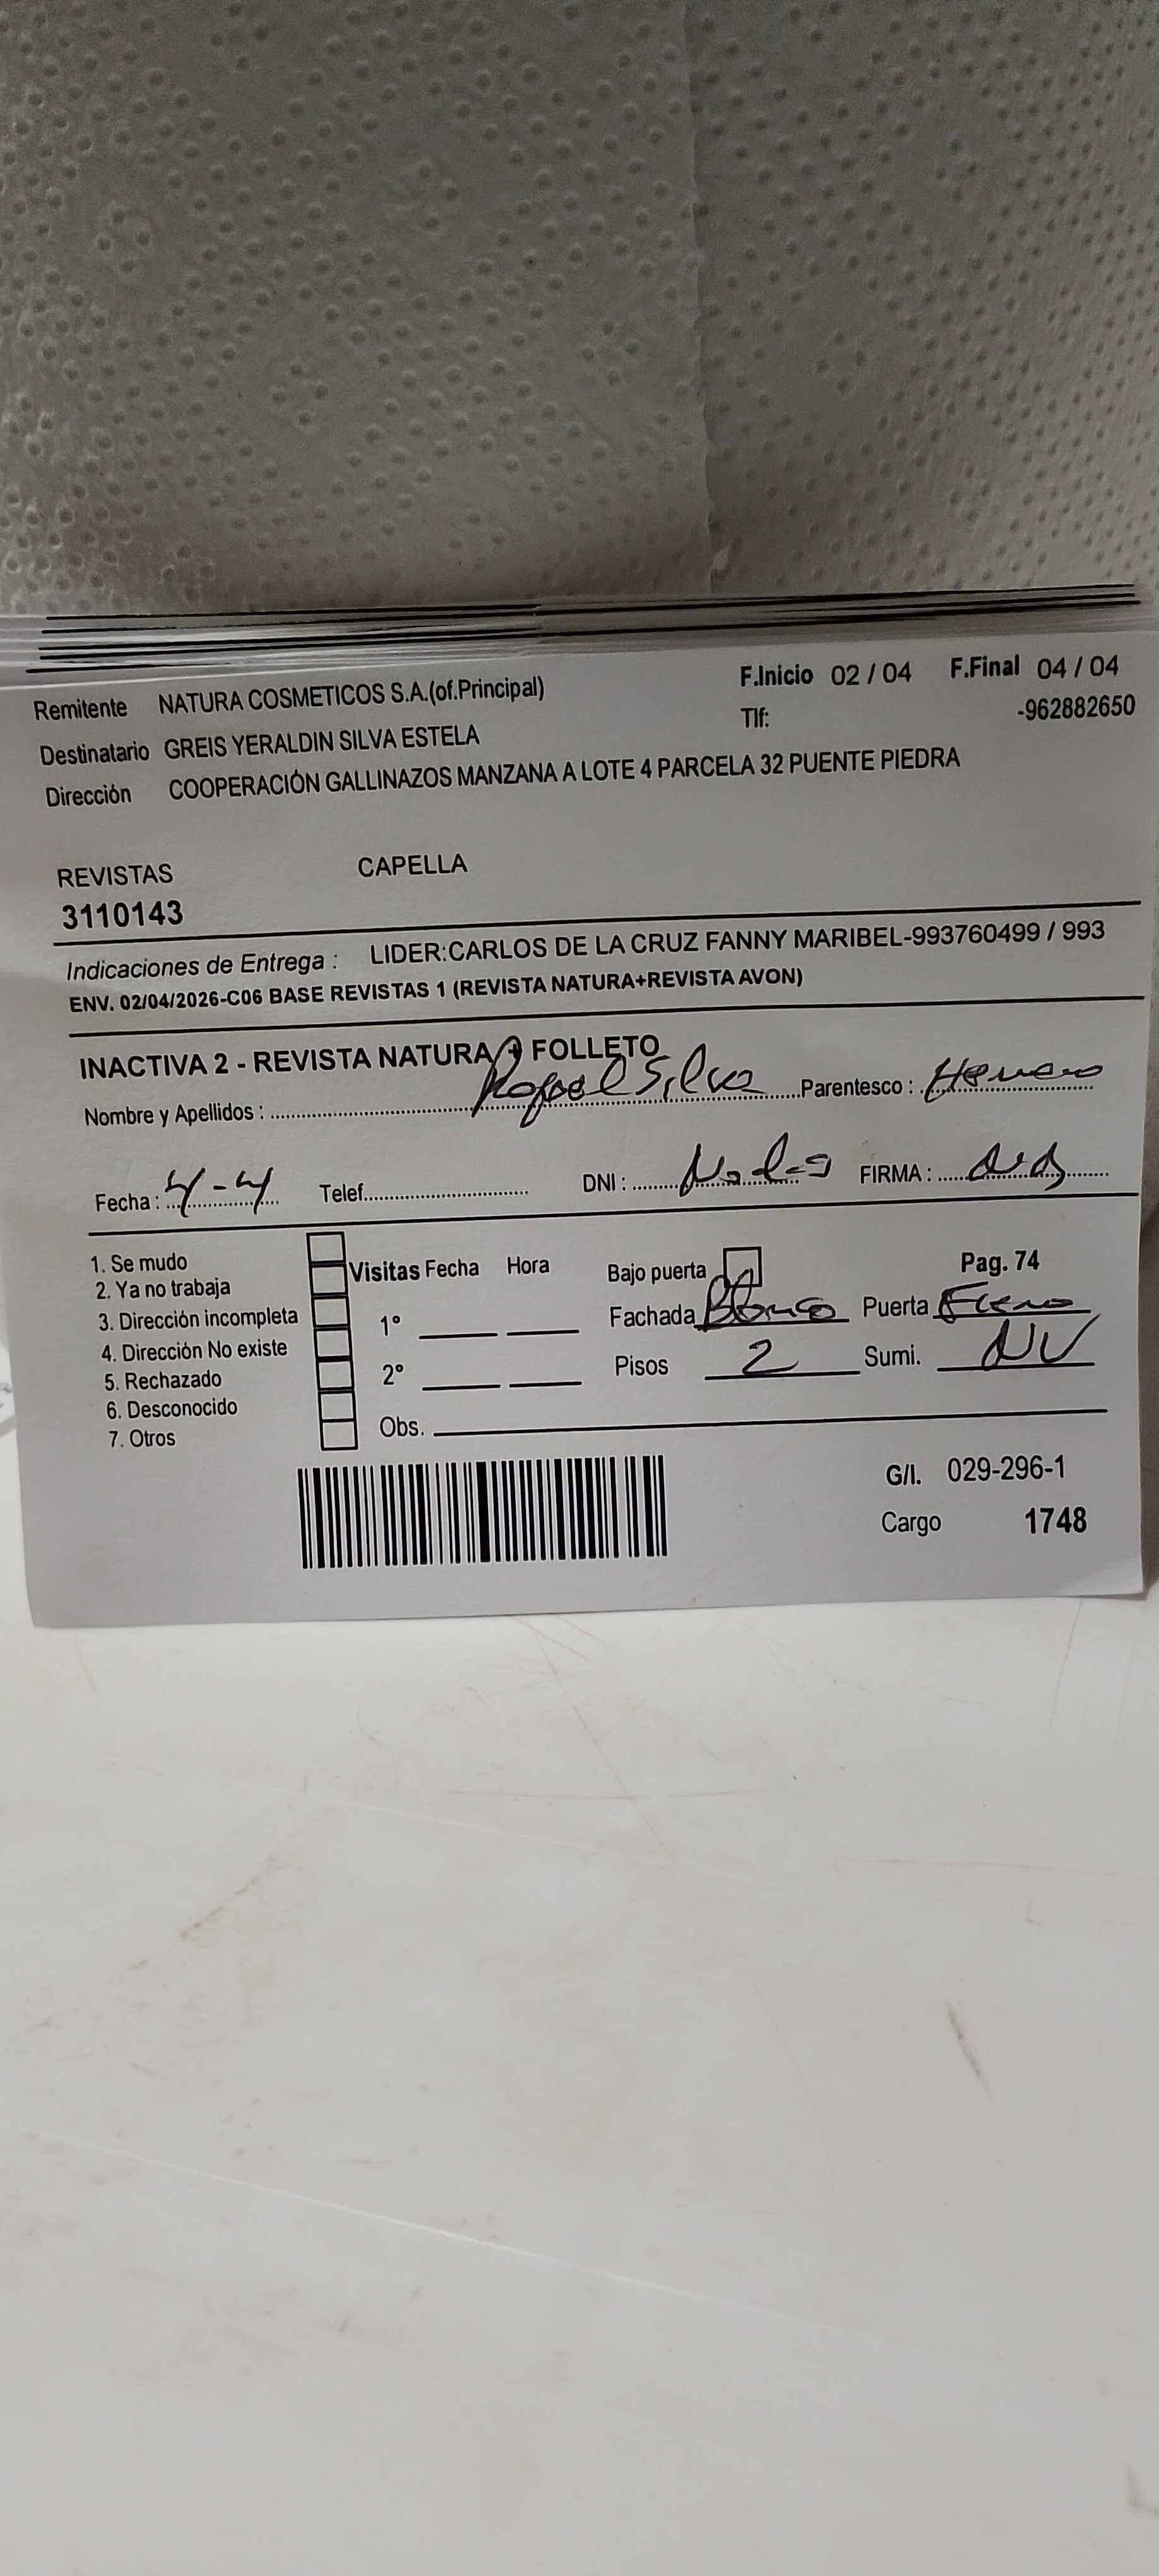 Remitente NATURA COSMETICOS S.A.(of.Principal) F.Inicio 02 / 04 F.Final 04 / 04
Destinatario GREIS YERALDIN SILVA ESTELA Tlf: -962882650
Dirección COOPERACIÓN GALLINAZOS MANZANA A LOTE 4 PARCELA 32 PUENTE PIEDRA
REVISTAS CAPELLA
3110143
Indicaciones de Entrega : LIDER:CARLOS DE LA CRUZ FANNY MARIBEL-993760499 / 993
ENV. 02/04/2026-C06 BASE REVISTAS 1 (REVISTA NATURA+REVISTA AVON)
INACTIVA 2 - REVISTA NATURA + FOLLETO
Nombre y Apellidos : Rafael Silva Parentesco :
Fecha : 4-4 Telef. DNI : FIRMA :
1. Se mudo
2. Ya no trabaja
3. Dirección incompleta
4. Dirección No existe
5. Rechazado
6. Desconocido
7. Otros
Visitas Fecha Hora
1°
2°
Obs.
Bajo puerta Pag. 74
Fachada Blanco Puerta Fierro
Pisos 2 Sumi. NV
G/I. 029-296-1
Cargo 1748